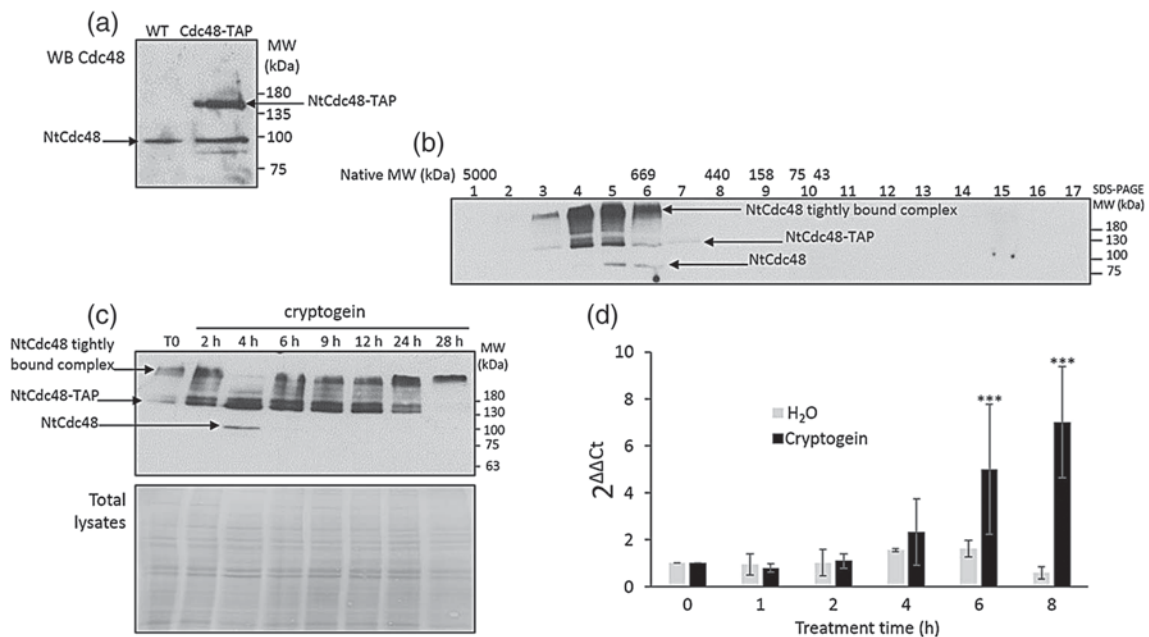 (a)
WT Cdc48-TAP
WB Cdc48
MW
(kDa)
180
NtCdc48-TAP
135
NtCdc48
100
75
(b)
Native MW (kDa) 5000 669 440 158 75 43
1 2 3 4 5 6 7 8 9 10 11 12 13 14 15 16 17 SDS-PAGE
MW (kDa)
NtCdc48 tightly bound complex
180
NtCdc48-TAP
130
100
NtCdc48
75
(c)
cryptogein
NtCdc48 tightly
bound complex
T0 2 h 4 h 6 h 9 h 12 h 24 h 28 h
MW
(kDa)
NtCdc48-TAP
180
130
NtCdc48
100
75
63
Total
lysates
(d)
10
8
6
4
2
0
2ΔΔCt
H2O
Cryptogein
***
***
0 1 2 4 6 8
Treatment time (h)